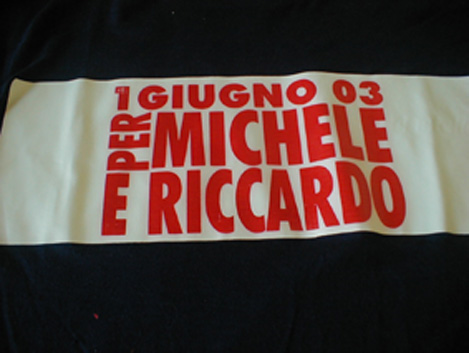 1 GIUGNO 03
PER MICHELE
E RICCARDO